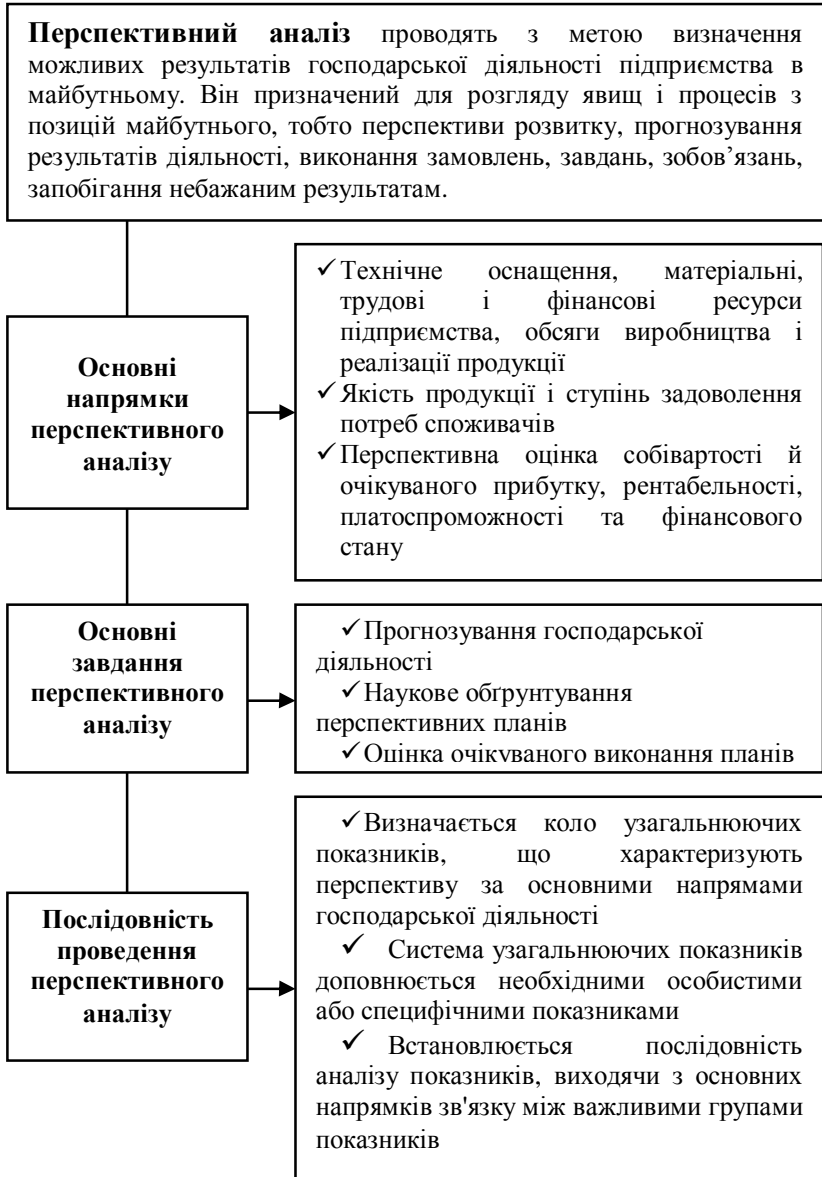 Перспективний аналіз проводять з метою визначення
можливих результатів господарської діяльності підприємства в
майбутньому. Він призначений для розгляду явищ і процесів з
позицій майбутнього, тобто перспективи розвитку, прогнозування
результатів діяльності, виконання замовлень, завдань, зобов’язань,
запобігання небажаним результатам.
Основні
напрямки
перспективного
аналізу
✓Технічне оснащення, матеріальні,
трудові і фінансові ресурси
підприємства, обсяги виробництва і
реалізації продукції
✓Якість продукції і ступінь задоволення
потреб споживачів
✓Перспективна оцінка собівартості й
очікуваного прибутку, рентабельності,
платоспроможності та фінансового
стану
Основні
завдання
перспективного
аналізу
✓Прогнозування господарської
діяльності
✓Наукове обґрунтування
перспективних планів
✓Оцінка очікуваного виконання планів
Послідовність
проведення
перспективного
аналізу
✓Визначається коло узагальнюючих
показників, що характеризують
перспективу за основними напрямами
господарської діяльності
✓ Система узагальнюючих показників
доповнюється необхідними особистими
або специфічними показниками
✓ Встановлюється послідовність
аналізу показників, виходячи з основних
напрямків зв'язку між важливими групами
показників